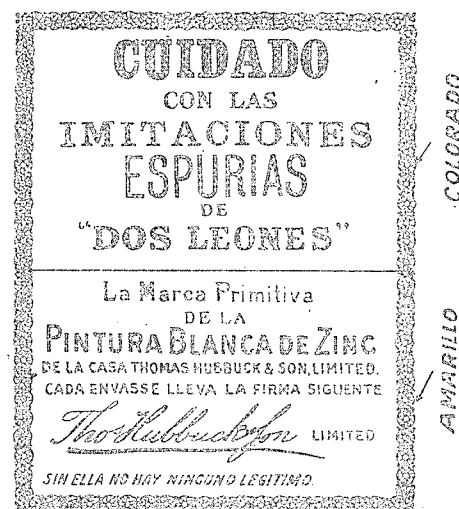 CUIDADO
CON LAS
IMITACIONES
ESPURIAS
DE
"DOS LEONES"
La Marca Primitiva
DE LA
PINTURA BLANCA DE ZINC
DE LA CASA THOMAS HUBBUCK & SON, LIMITED.
CADA ENVASSE LLEVA LA FIRMA SIGUENTE
Thos Hubbuck & Son LIMITED
SIN ELLA NO HAY NINGUNO LEGITIMO.
COLORADO
AMARILLO